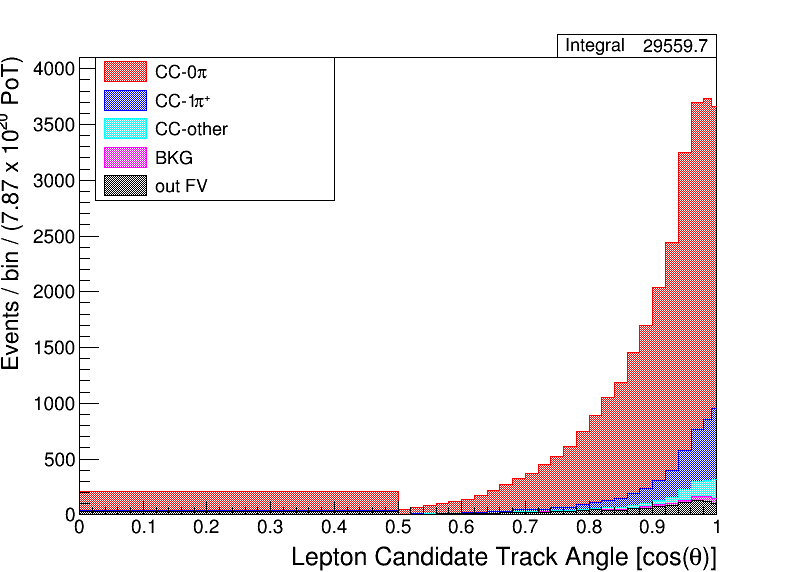 Integral 29559.7
Events / bin / (7.87 x 10²⁰ PoT)
4000
3500
3000
2500
2000
1500
1000
500
0
CC-0π
CC-1π⁺
CC-other
BKG
out FV
0 0.1 0.2 0.3 0.4 0.5 0.6 0.7 0.8 0.9 1
Lepton Candidate Track Angle [cos(θ)]